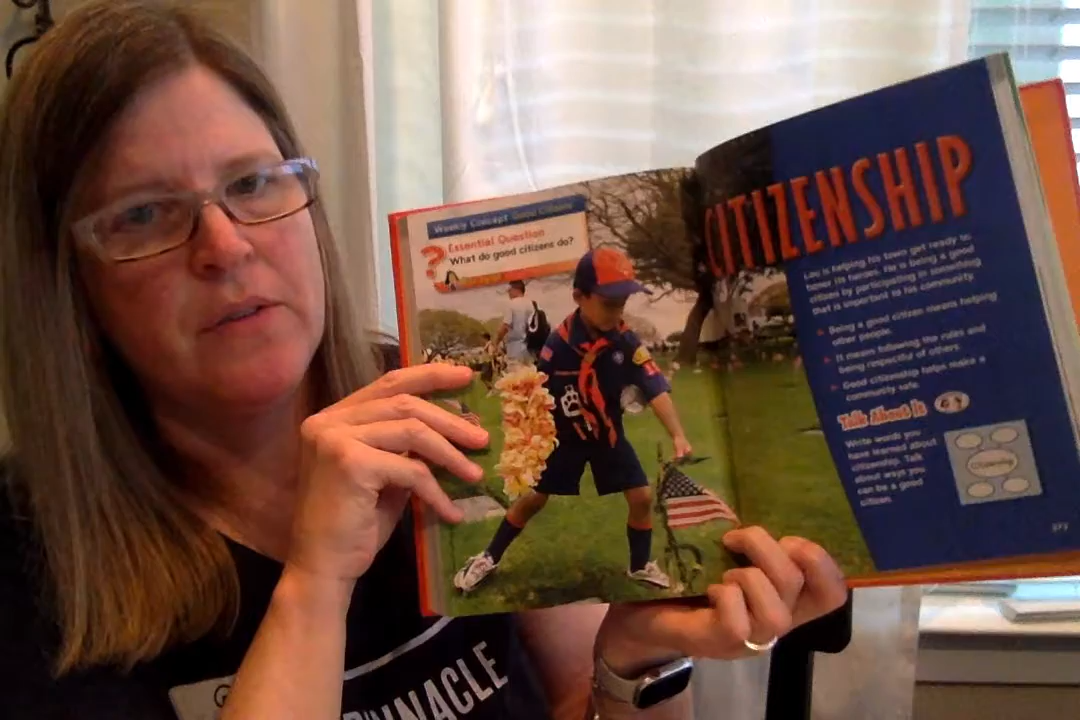 Weekly Concept Good Citizens
Essential Question
What do good citizens do?
CITIZENSHIP
Lou is helping his town get ready to
honor its heroes. He is being a good
citizen by participating in something
that is important to his community.
Being a good citizen means helping
other people.
It means following the rules and
being respectful of others.
Good citizenship helps make a
community safe.
Talk About It
Write words you
have learned about
citizenship. Talk
about ways you
can be a good
citizen.
Citizenship
NNACLE